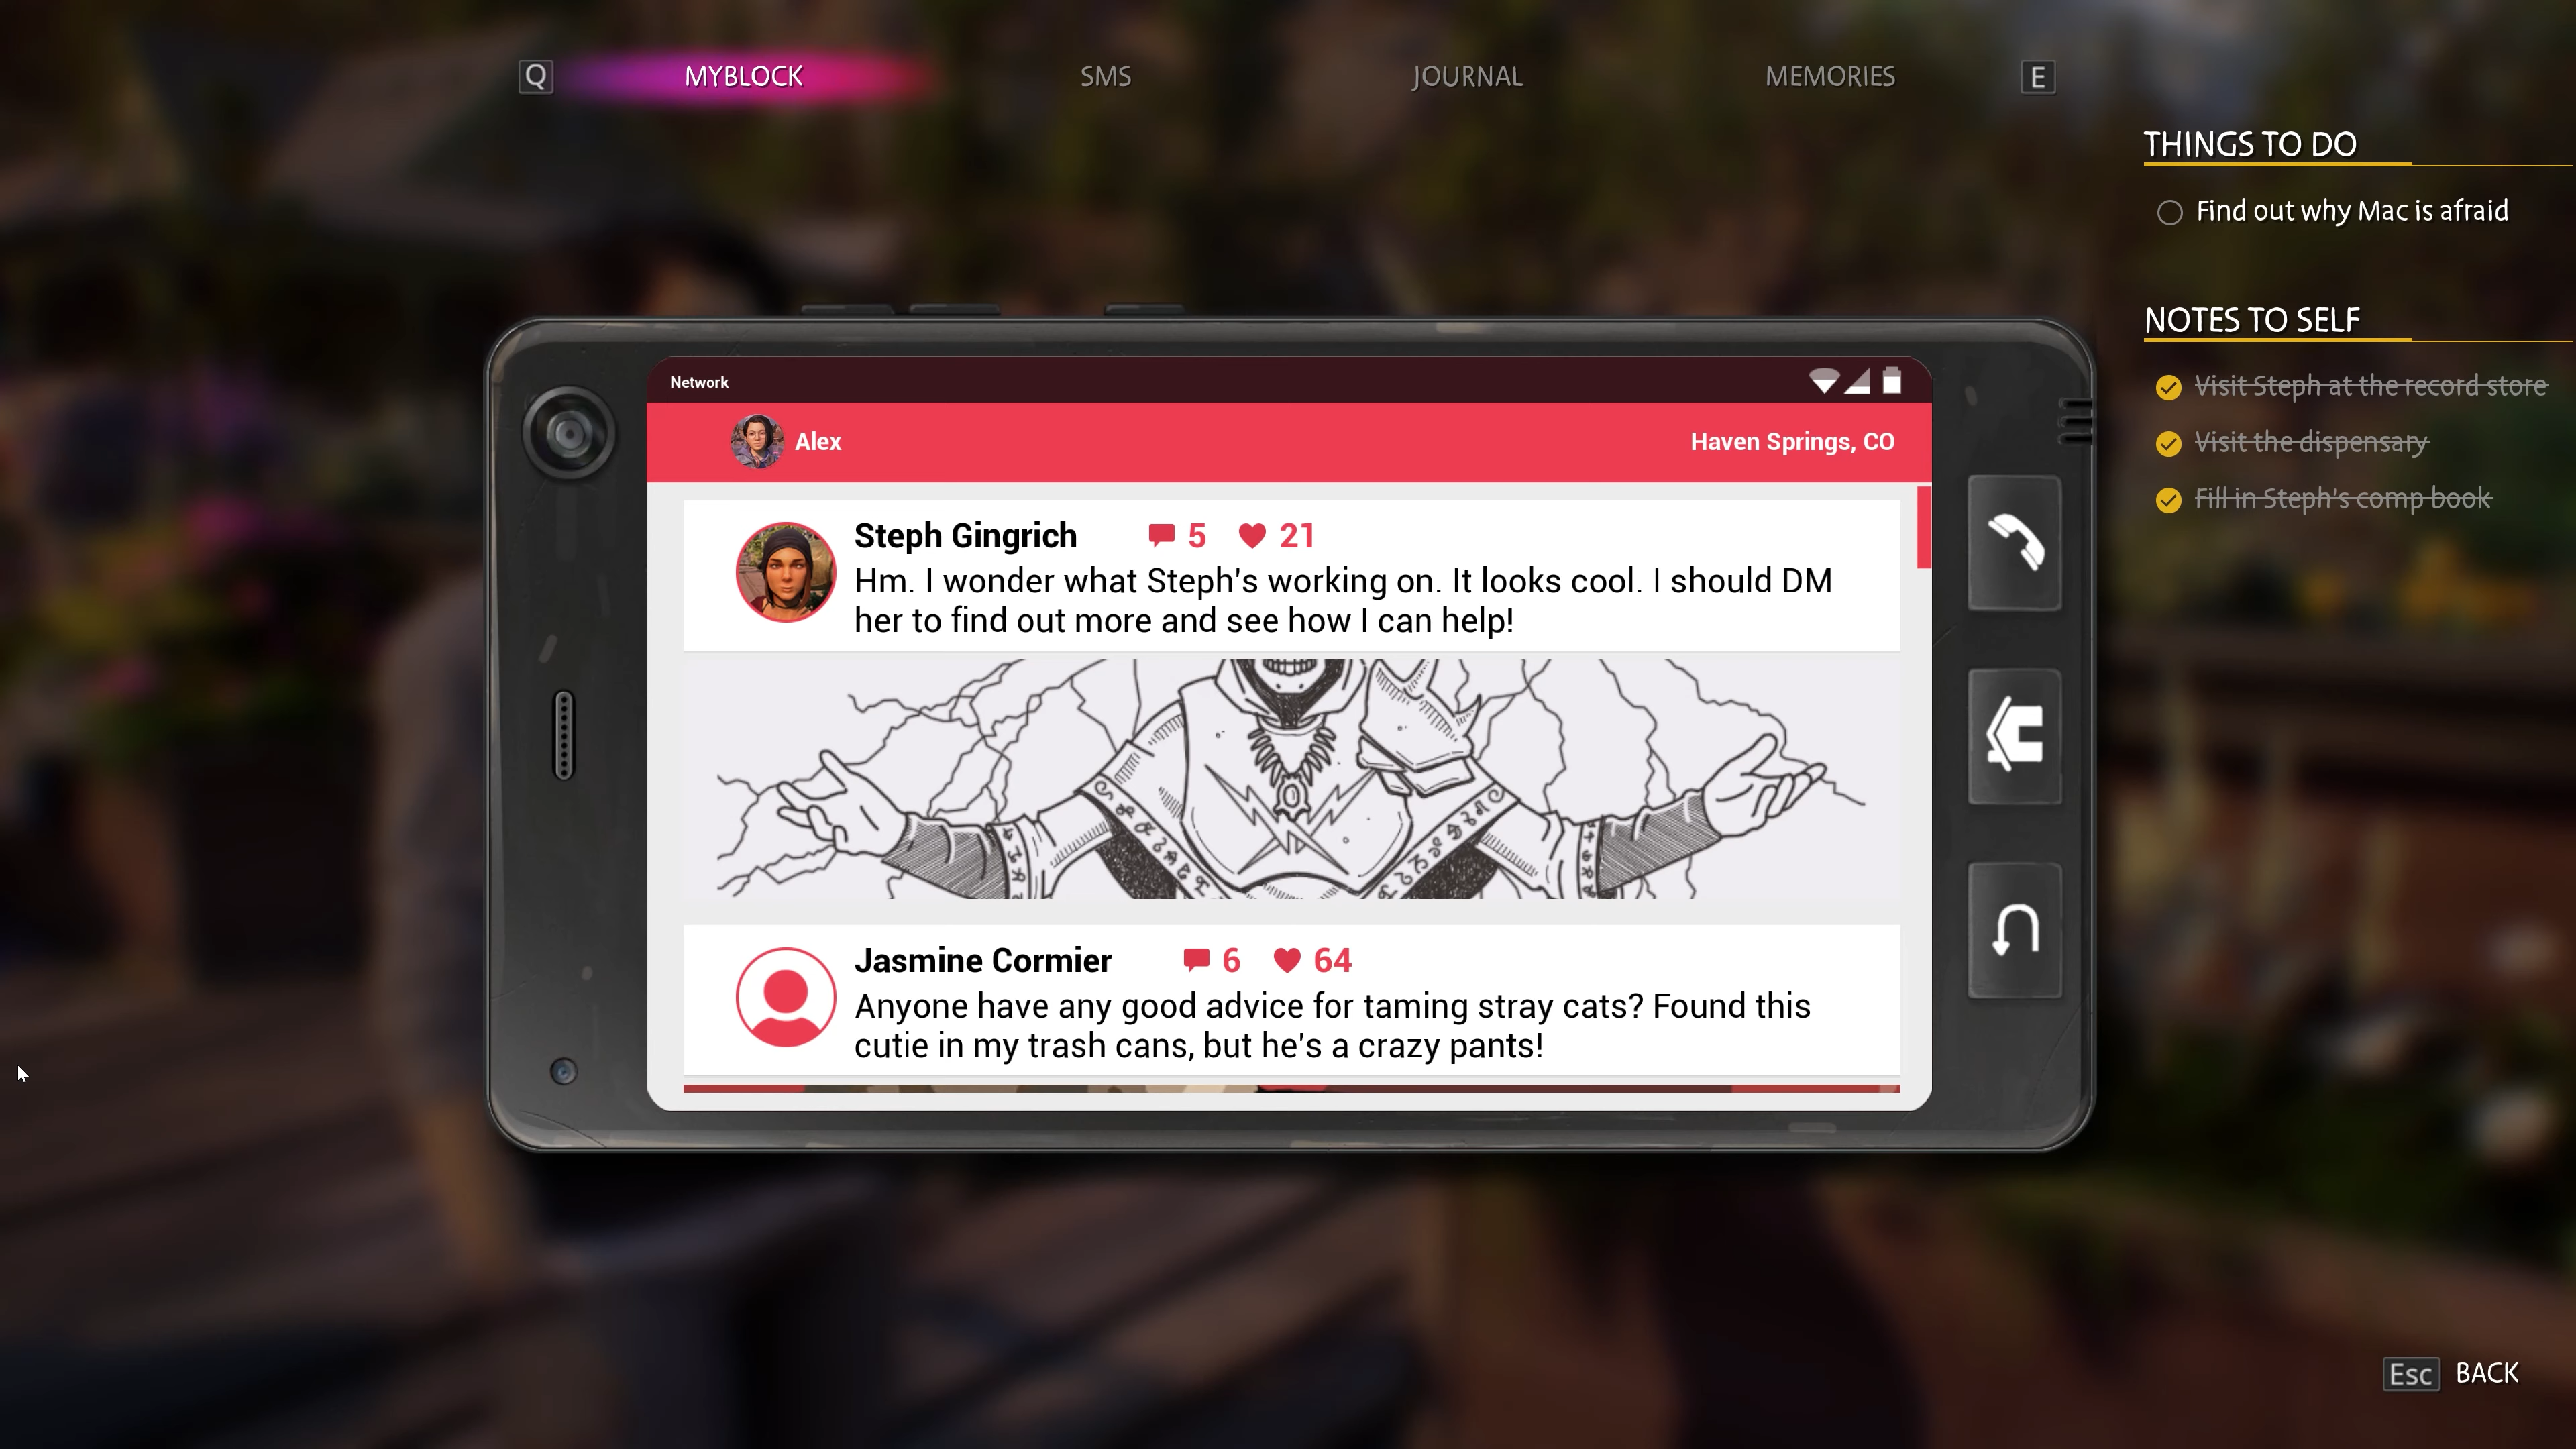 Q MYBLOCK SMS JOURNAL MEMORIES E
THINGS TO DO
Find out why Mac is afraid
NOTES TO SELF
Visit Steph at the record store
Visit the dispensary
Fill in Steph's comp book
Network
Alex Haven Springs, CO
Steph Gingrich 5 21
Hm. I wonder what Steph's working on. It looks cool. I should DM
her to find out more and see how I can help!
Jasmine Cormier 6 64
Anyone have any good advice for taming stray cats? Found this
cutie in my trash cans, but he's a crazy pants!
Esc BACK